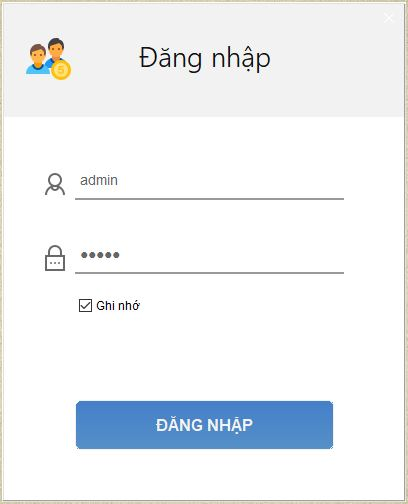 Đăng nhập
admin
•••••
Ghi nhớ
ĐĂNG NHẬP